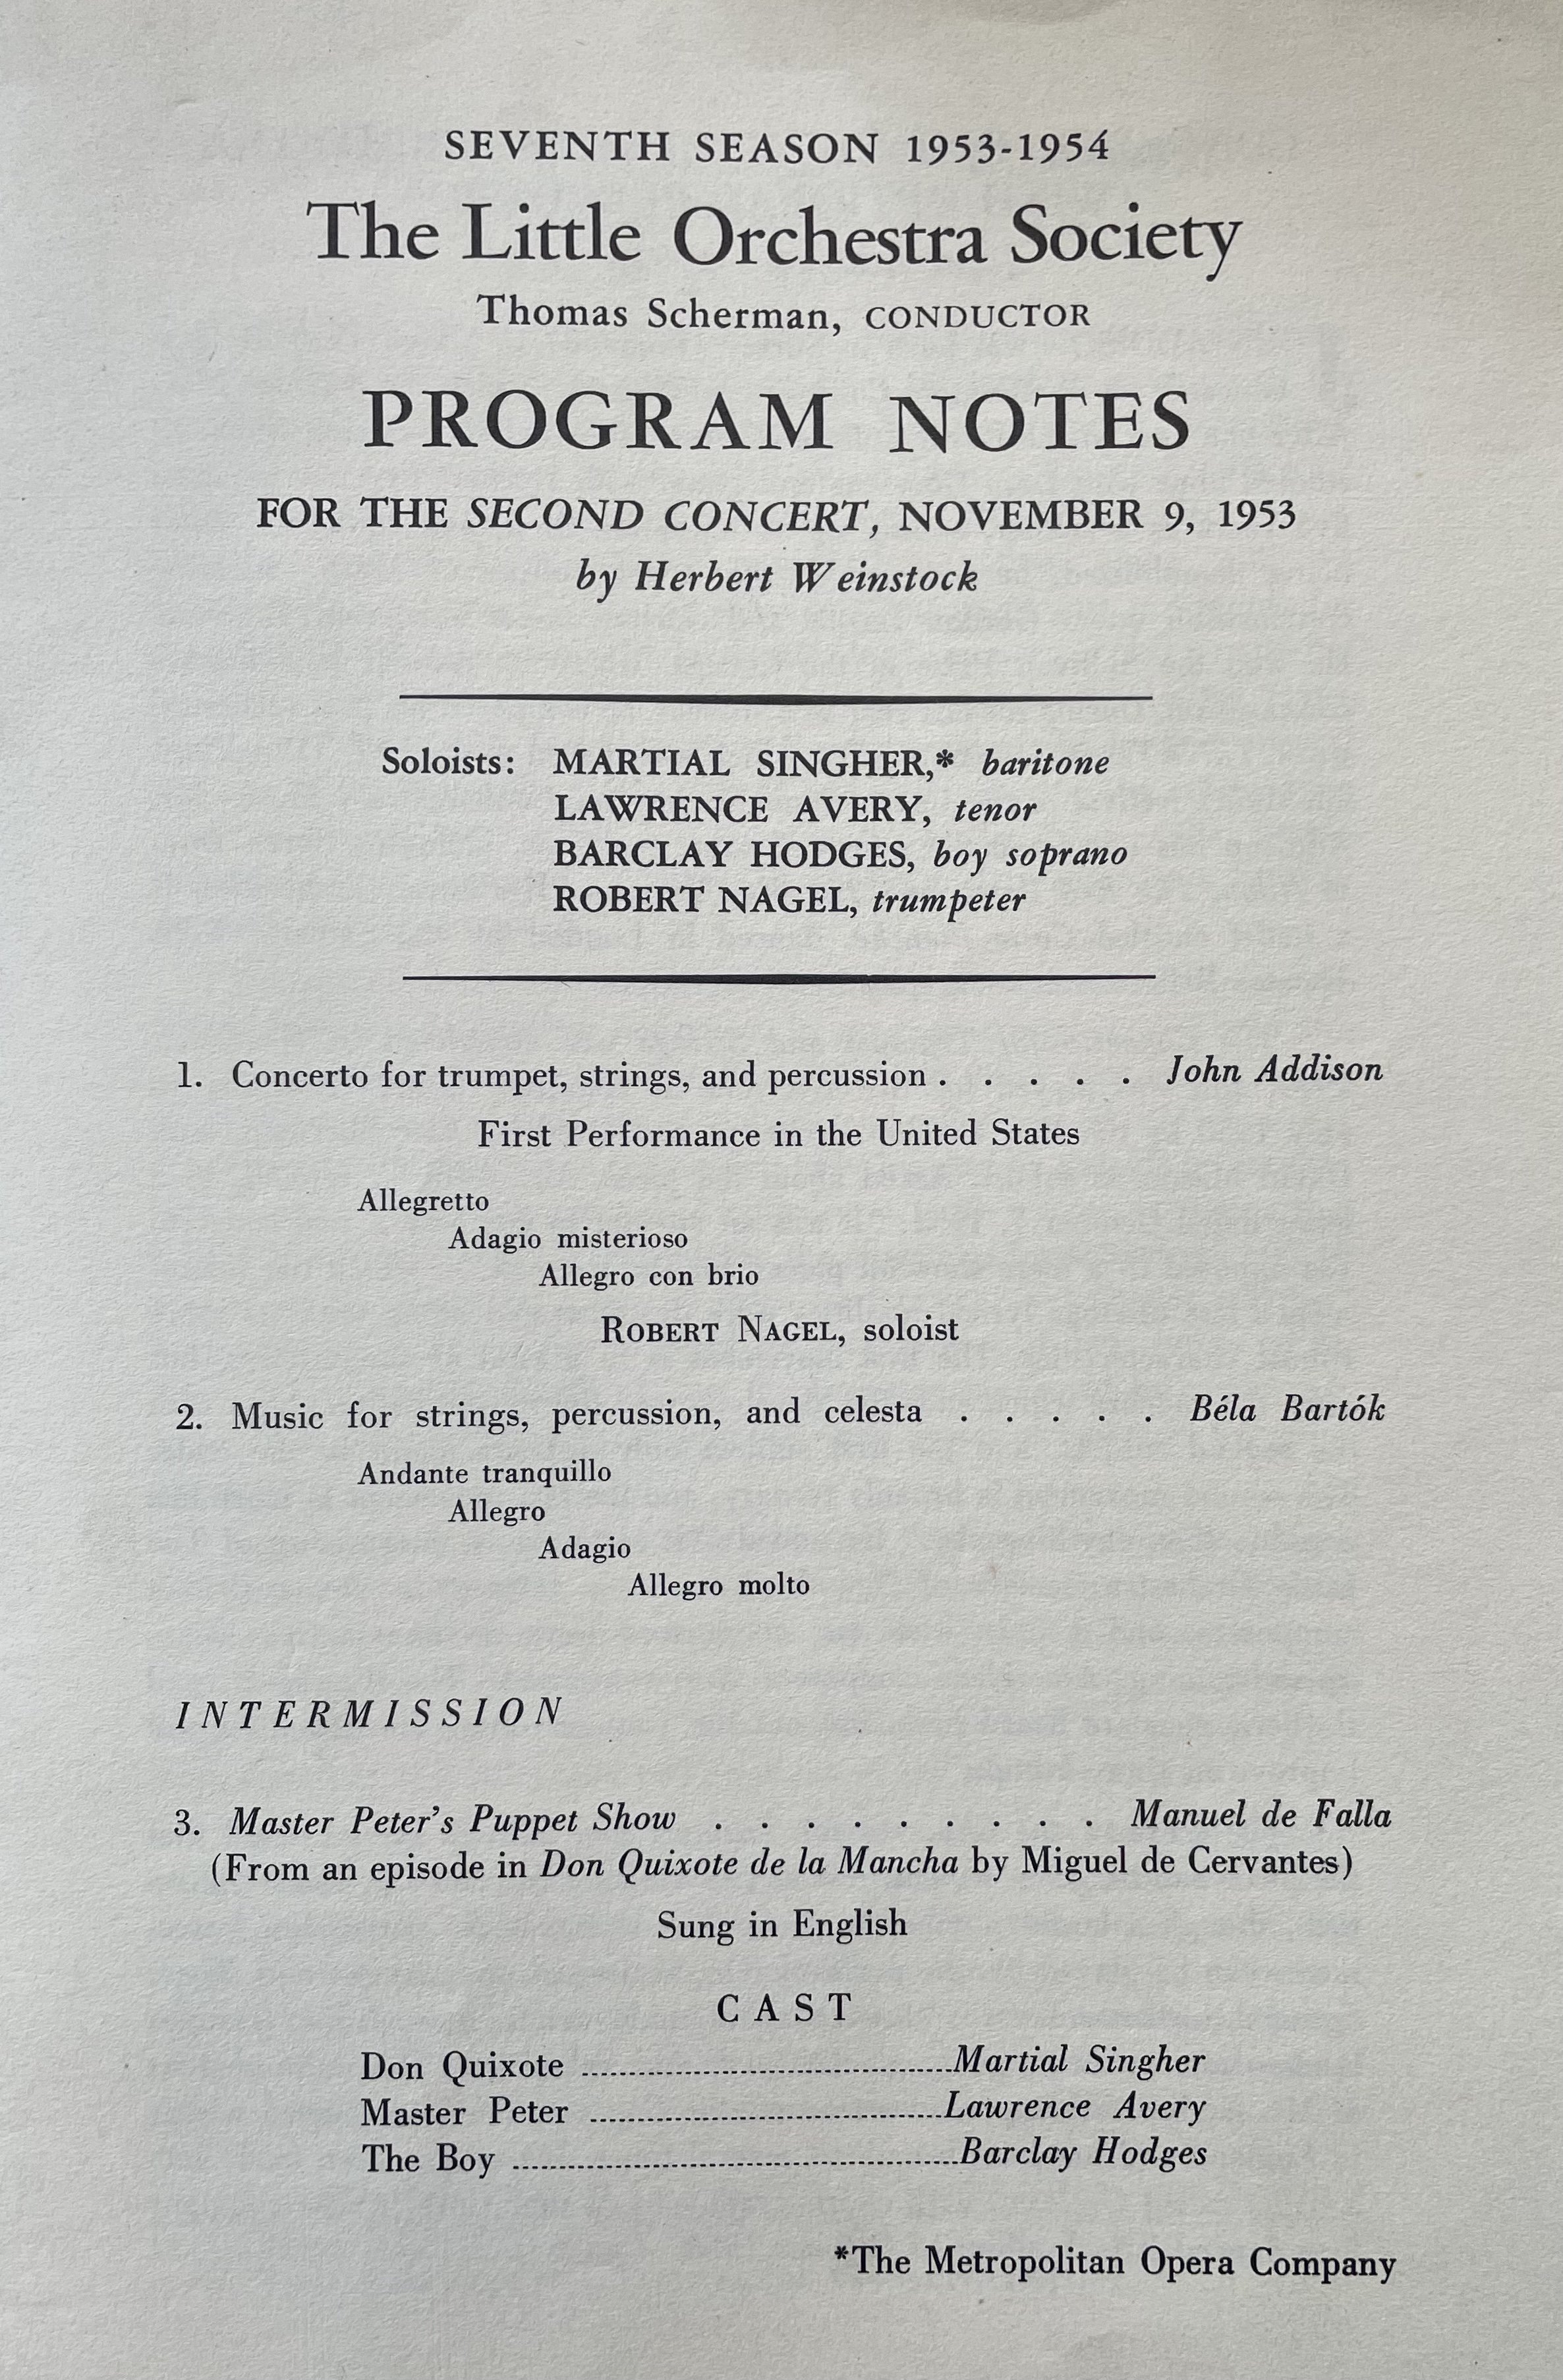 SEVENTH SEASON 1953-1954
The Little Orchestra Society
Thomas Scherman, CONDUCTOR
PROGRAM NOTES
FOR THE SECOND CONCERT, NOVEMBER 9, 1953
by Herbert Weinstock
Soloists: MARTIAL SINGHER,* baritone
LAWRENCE AVERY, tenor
BARCLAY HODGES, boy soprano
ROBERT NAGEL, trumpeter
1. Concerto for trumpet, strings, and percussion . . . . . John Addison
First Performance in the United States
Allegretto
Adagio misterioso
Allegro con brio
ROBERT NAGEL, soloist
2. Music for strings, percussion, and celesta . . . . . Béla Bartók
Andante tranquillo
Allegro
Adagio
Allegro molto
INTERMISSION
3. Master Peter's Puppet Show . . . . . . . . . Manuel de Falla
(From an episode in Don Quixote de la Mancha by Miguel de Cervantes)
Sung in English
CAST
Don Quixote ........................................ Martial Singher
Master Peter ...................................... Lawrence Avery
The Boy ................................................ Barclay Hodges
*The Metropolitan Opera Company